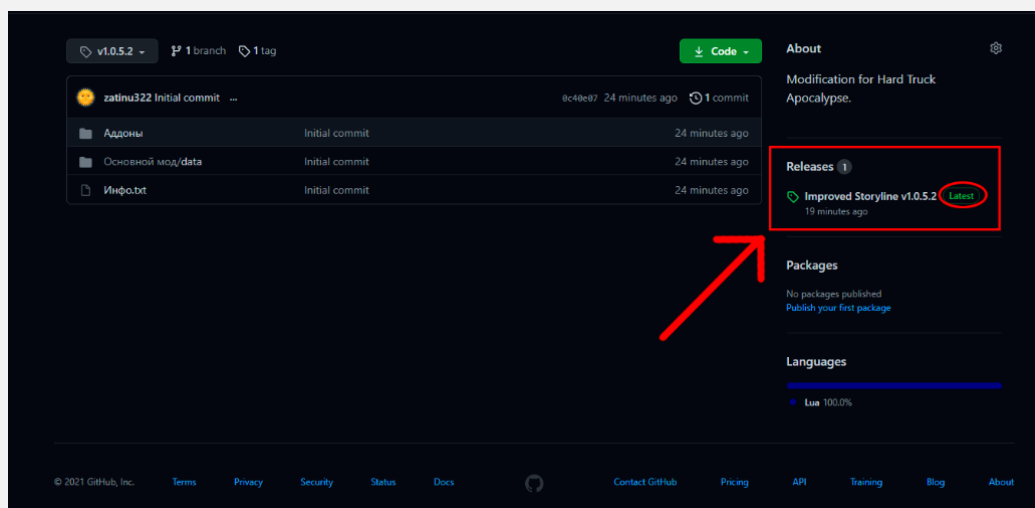 v1.0.5.2
1 branch
1 tag
Code
zatinu322 Initial commit ...
0c40e07 24 minutes ago
1 commit
Аддоны
Initial commit
24 minutes ago
Основной мод/data
Initial commit
24 minutes ago
Инфо.txt
Initial commit
24 minutes ago
About
Modification for Hard Truck
Apocalypse.
Releases 1
Improved Storyline v1.0.5.2 Latest
19 minutes ago
Packages
No packages published
Publish your first package
Languages
Lua 100.0%
© 2021 GitHub, Inc.
Terms
Privacy
Security
Status
Docs
Contact GitHub
Pricing
API
Training
Blog
About